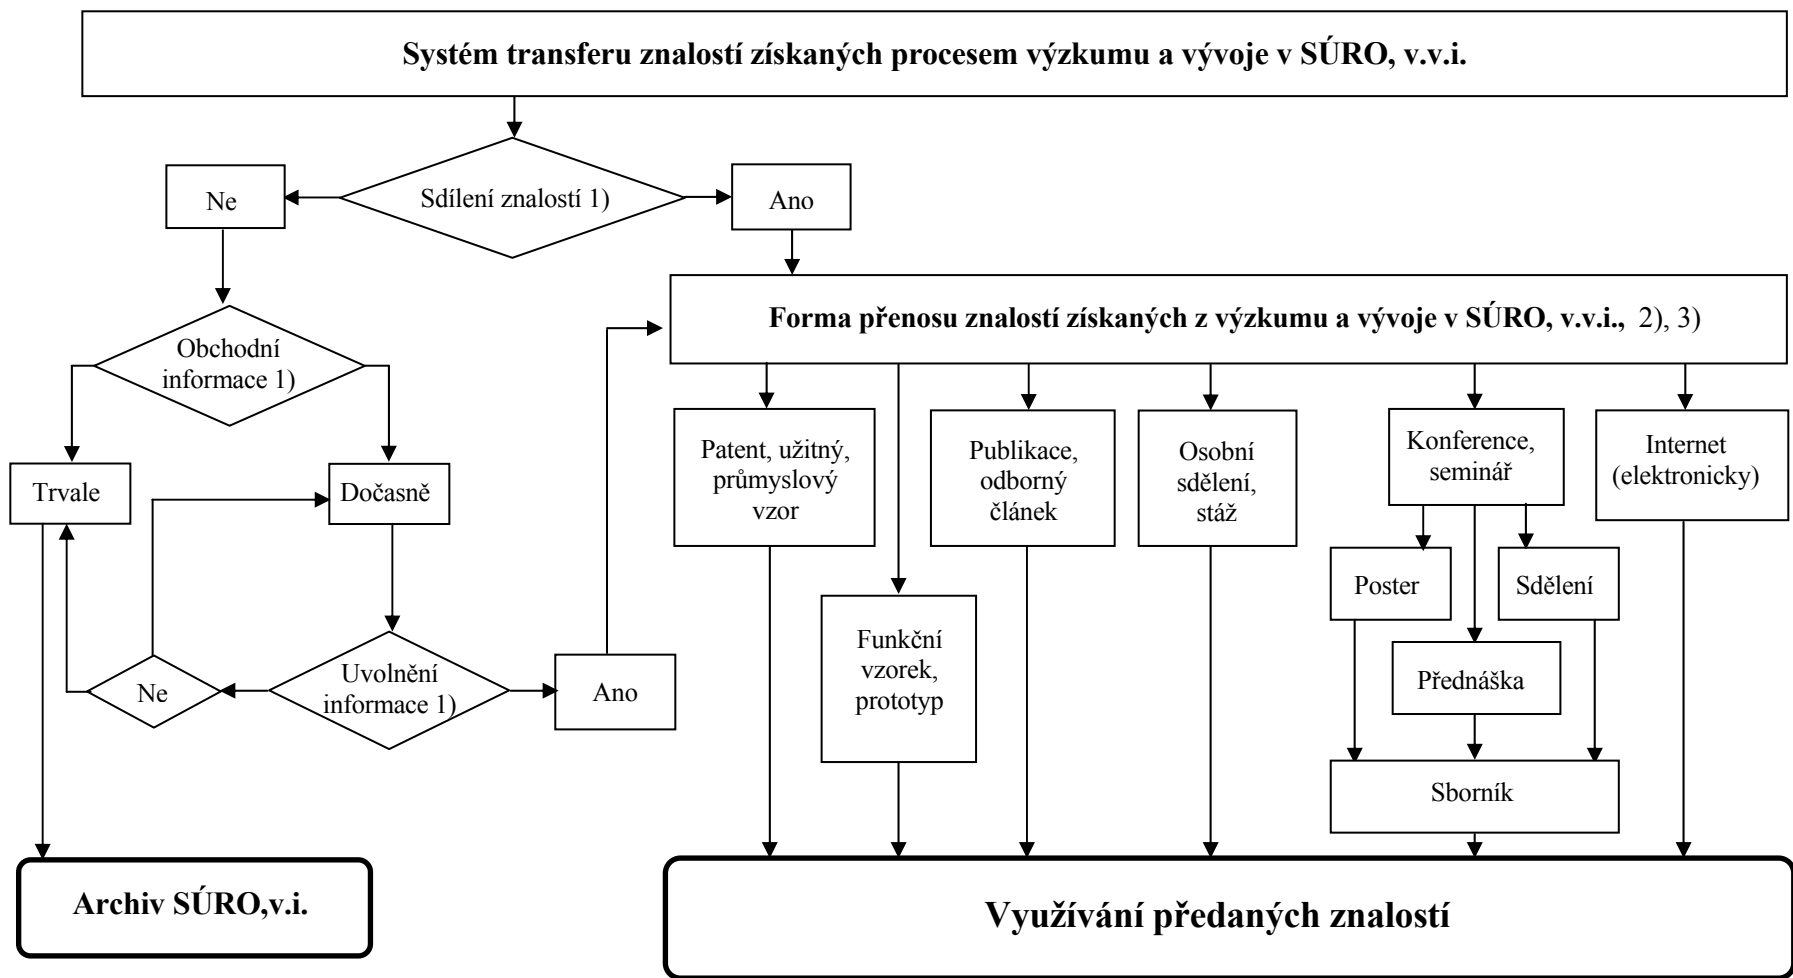 Systém transferu znalostí získaných procesem výzkumu a vývoje v SÚRO, v.v.i.
Ne
Sdílení znalostí 1)
Ano
Forma přenosu znalostí získaných z výzkumu a vývoje v SÚRO, v.v.i., 2), 3)
Obchodní
informace 1)
Trvale
Dočasně
Patent, užitný,
průmyslový
vzor
Publikace,
odborný
článek
Osobní
sdělení,
stáž
Konference,
seminář
Internet
(elektronicky)
Poster
Sdělení
Funkční
vzorek,
prototyp
Přednáška
Ne
Uvolnění
informace 1)
Ano
Sborník
Archiv SÚRO,v.i.
Využívání předaných znalostí